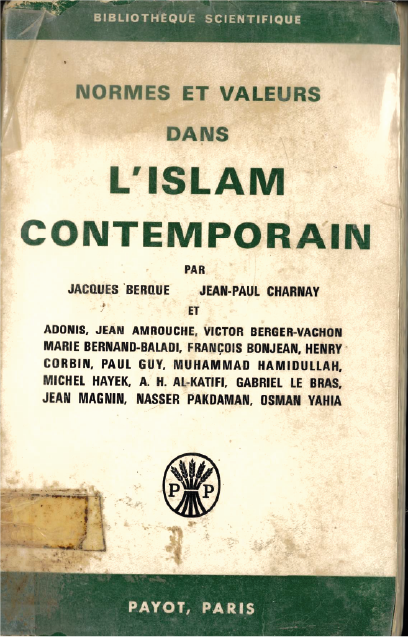 BIBLIOTHÈQUE SCIENTIFIQUE
NORMES ET VALEURS
DANS
L'ISLAM
CONTEMPORAIN
PAR
JACQUES BERQUE JEAN-PAUL CHARNAY
ET
ADONIS, JEAN AMROUCHE, VICTOR BERGER-VACHON
MARIE BERNAND-BALADI, FRANÇOIS BONJEAN, HENRY
CORBIN, PAUL GUY, MUHAMMAD HAMIDULLAH,
MICHEL HAYEK, A. H. AL-KATIFI, GABRIEL LE BRAS,
JEAN MAGNIN, NASSER PAKDAMAN, OSMAN YAHIA
P P
PAYOT, PARIS